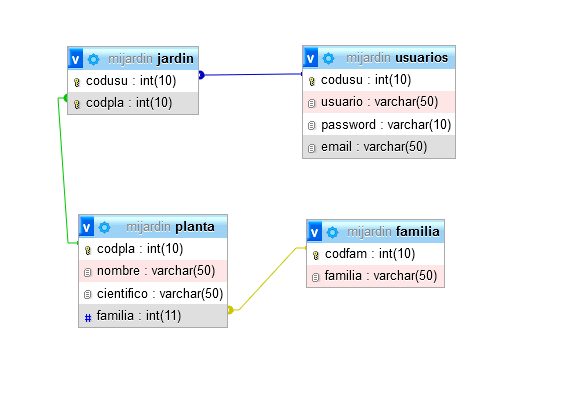 v mijardin jardin
codusu : int(10)
codpla : int(10)
v mijardin usuarios
codusu : int(10)
usuario : varchar(50)
password : varchar(10)
email : varchar(50)
v mijardin planta
codpla : int(10)
nombre : varchar(50)
cientifico : varchar(50)
# familia : int(11)
v mijardin familia
codfam : int(10)
familia : varchar(50)